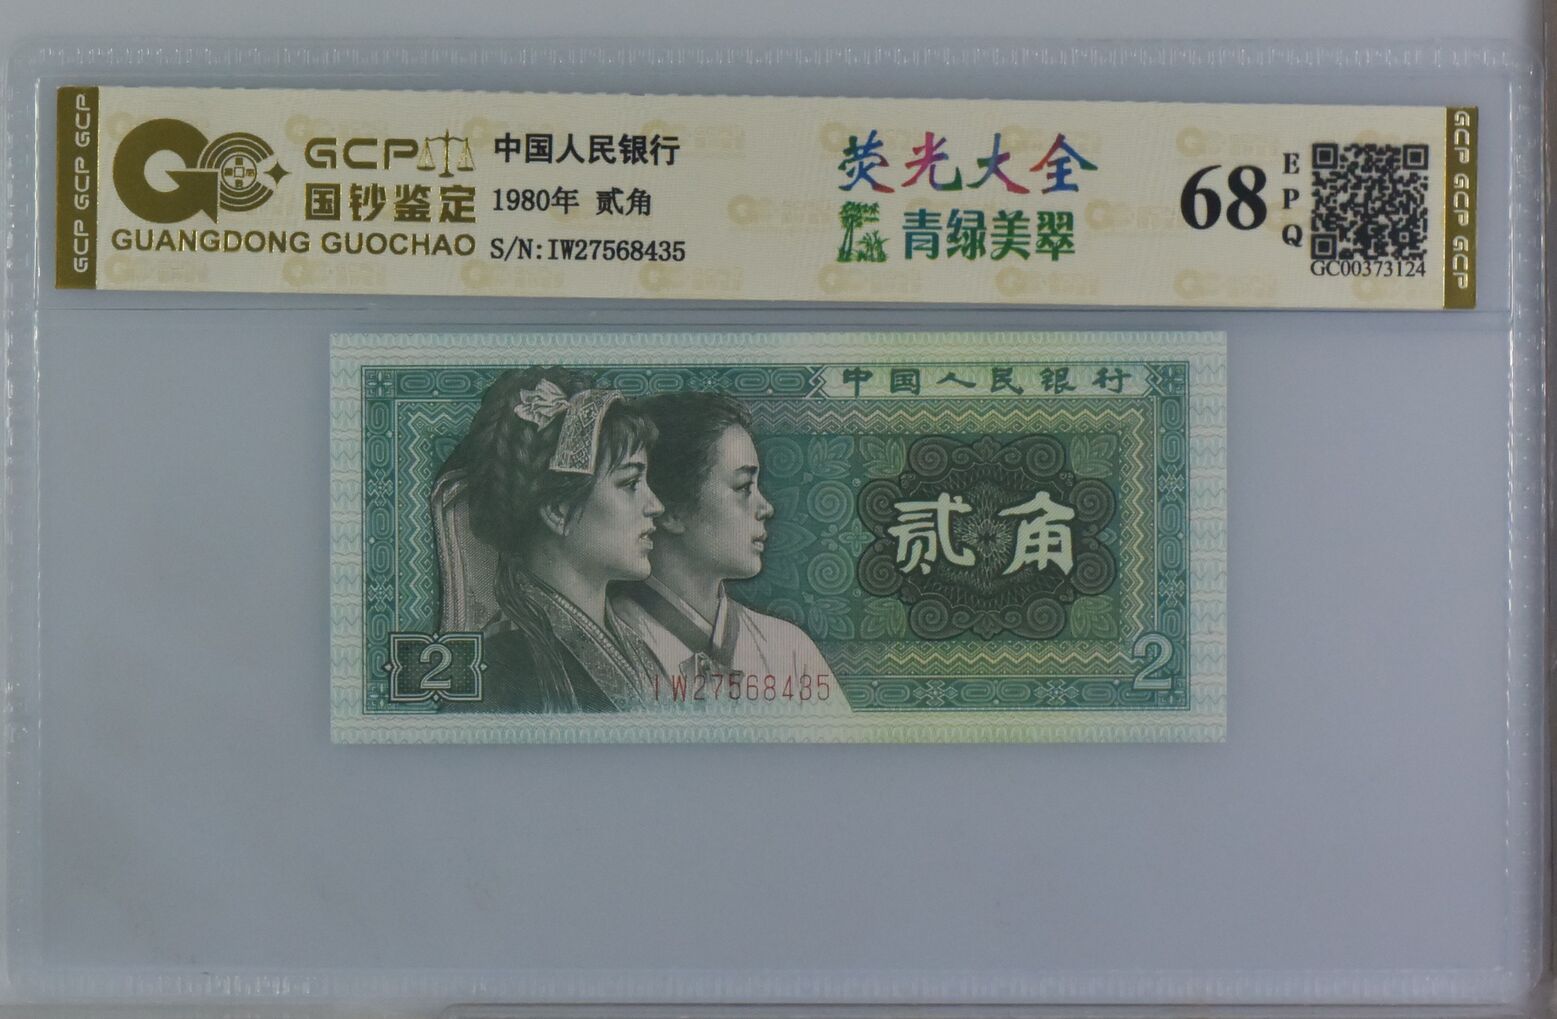 GCP GCP GCP
GCP
国钞鉴定
GUANGDONG GUOCHAO
中国人民银行
1980年 贰角
S/N:IW27568435
荧光大全
青绿美翠
68
EPQ
GC00373124
GCP GCP GCP GCP
中国人民银行
贰角
2
2
IW27568435